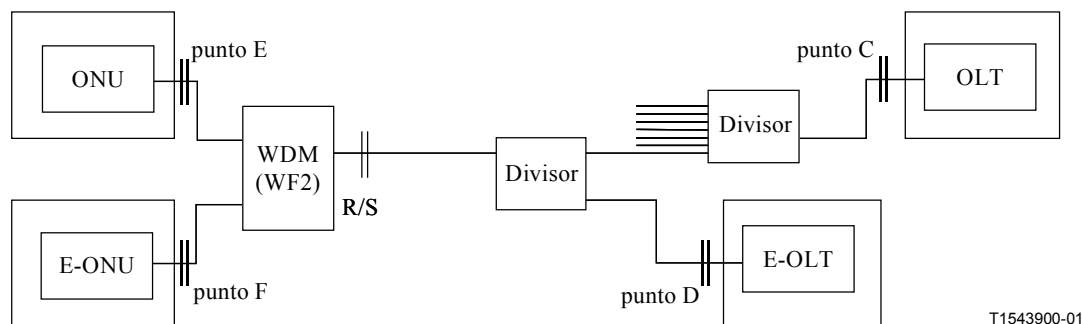 punto E
punto C
ONU
OLT
Divisor
WDM
(WF2)
Divisor
R/S
E-ONU
E-OLT
punto F
punto D
T1543900-01